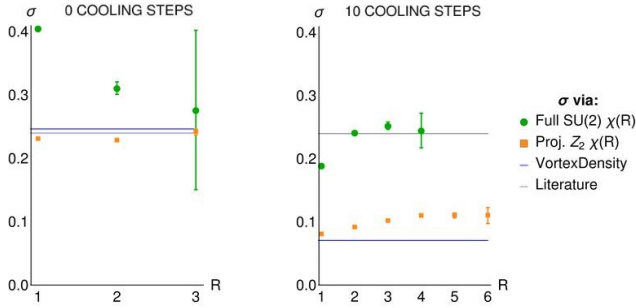 σ 0 COOLING STEPS
0.4
0.3
0.2
0.1
0.0
1 2 3 R
σ 10 COOLING STEPS
0.4
0.3
0.2
0.1
0.0
1 2 3 4 5 6 R
σ via:
Full SU(2) χ(R)
Proj. Z₂ χ(R)
VortexDensity
Literature